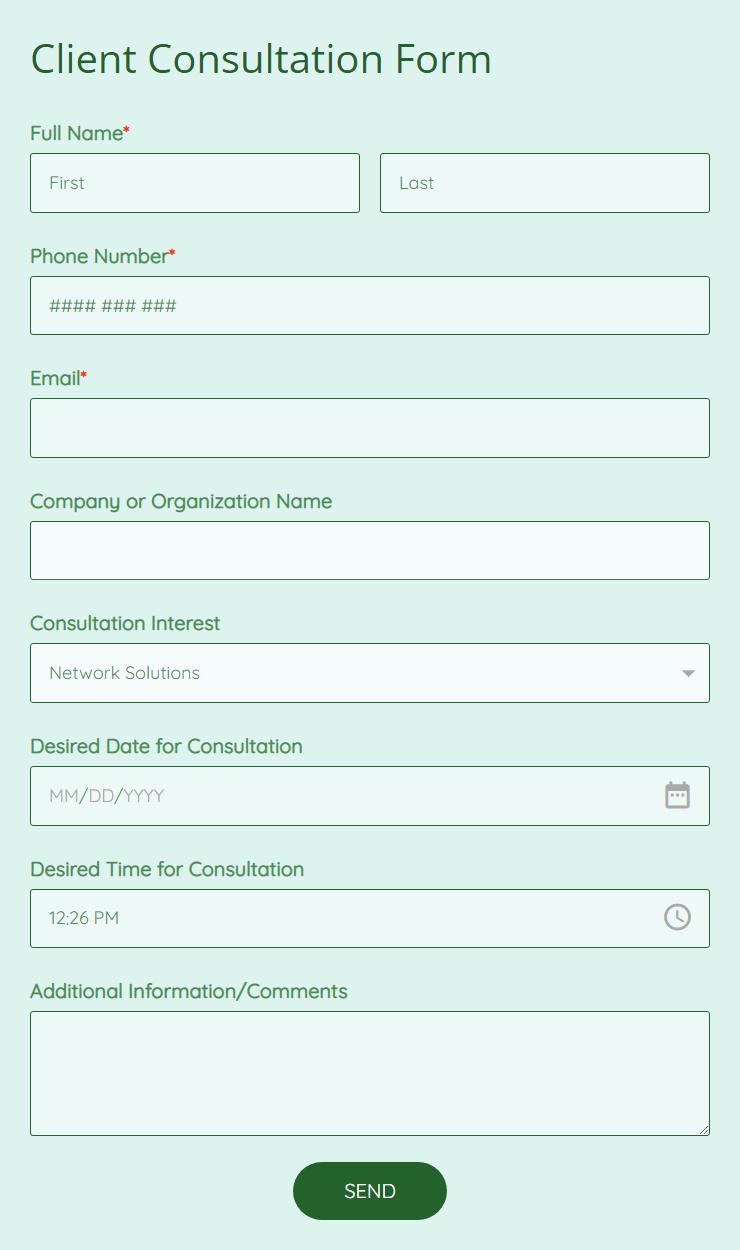 Client Consultation Form
Full Name*
First Last
Phone Number*
#### ### ###
Email*
Company or Organization Name
Consultation Interest
Network Solutions
Desired Date for Consultation
MM/DD/YYYY
Desired Time for Consultation
12:26 PM
Additional Information/Comments
SEND